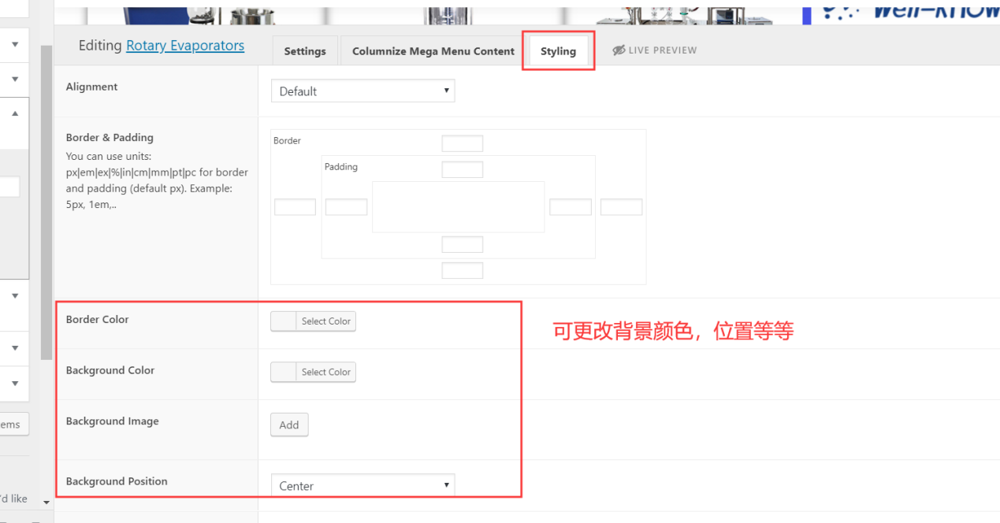 Well-Know
Editing Rotary Evaporators
Settings
Columnize Mega Menu Content
Styling
LIVE PREVIEW
Alignment
Default
Border & Padding
You can use units:
px|em|ex|%|in|cm|mm|pt|pc for border
and padding (default px). Example:
5px, 1em,..
Border
Padding
Border Color
Select Color
可更改背景颜色，位置等等
Background Color
Select Color
Background Image
Add
ems
Background Position
Center
'd like